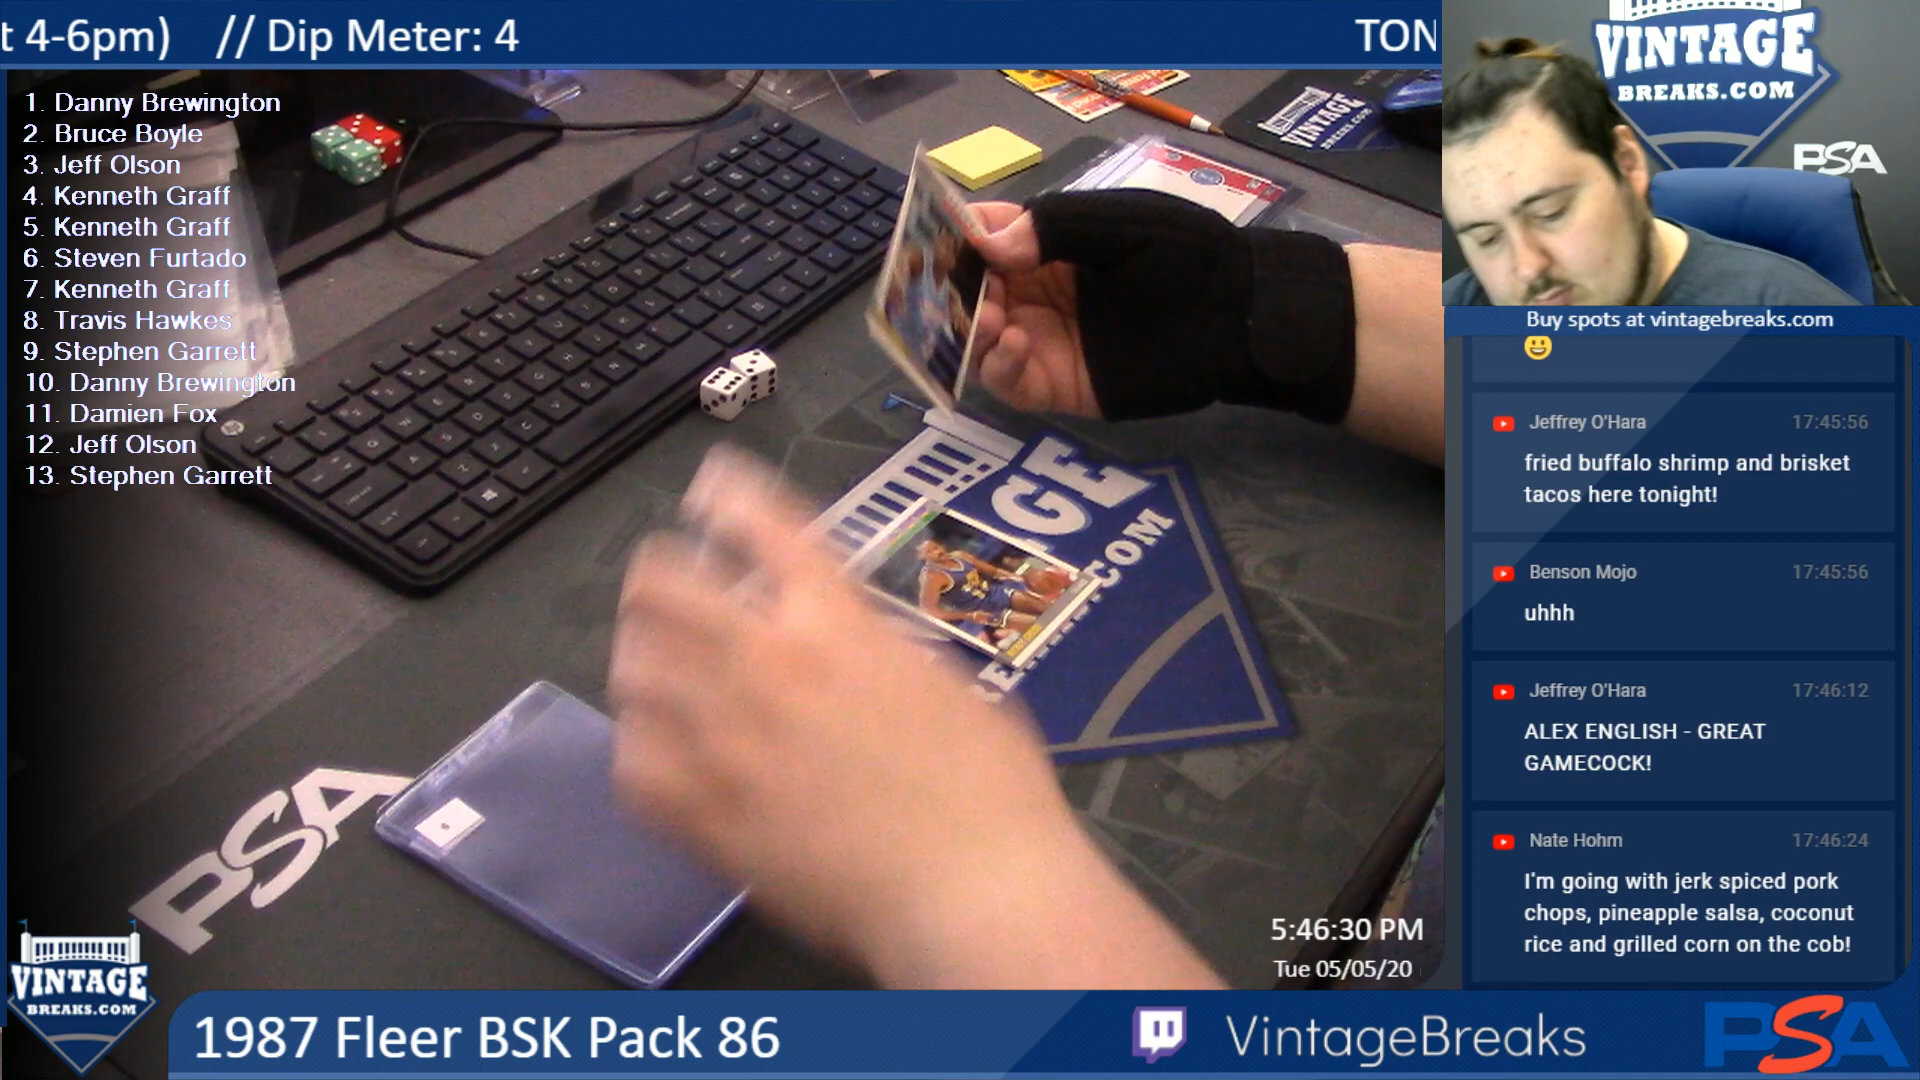 t 4-6pm) // Dip Meter: 4
TON
1. Danny Brewington
2. Bruce Boyle
3. Jeff Olson
4. Kenneth Graff
5. Kenneth Graff
6. Steven Furtado
7. Kenneth Graff
8. Travis Hawkes
9. Stephen Garrett
10. Danny Brewington
11. Damien Fox
12. Jeff Olson
13. Stephen Garrett
VINTAGE
BREAKS.COM
PSA
VINTAGE
GE
.COM
PSA
Buy spots at vintagebreaks.com
Jeffrey O'Hara 17:45:56
fried buffalo shrimp and brisket
tacos here tonight!
Benson Mojo 17:45:56
uhhh
Jeffrey O'Hara 17:46:12
ALEX ENGLISH - GREAT
GAMECOCK!
Nate Hohm 17:46:24
I'm going with jerk spiced pork
chops, pineapple salsa, coconut
rice and grilled corn on the cob!
5:46:30 PM
Tue 05/05/20
VINTAGE
BREAKS.COM
1987 Fleer BSK Pack 86
VintageBreaks
PSA